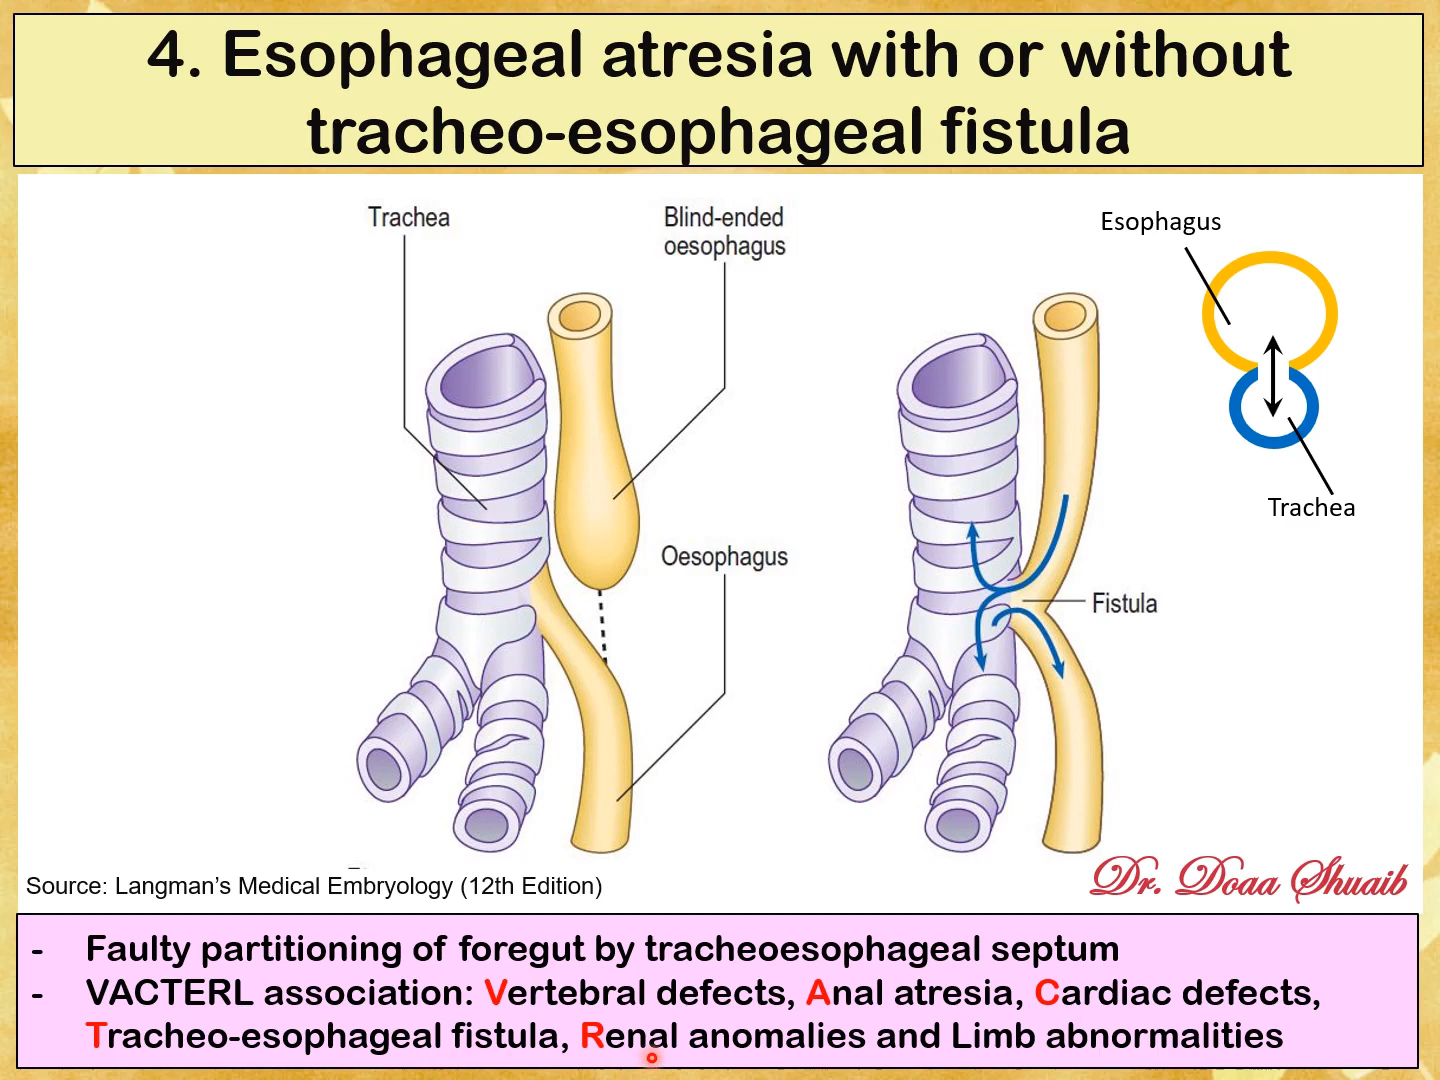 4. Esophageal atresia with or without
tracheo-esophageal fistula
Trachea
Blind-ended
oesophagus
Esophagus
Trachea
Oesophagus
Fistula
Source: Langman’s Medical Embryology (12th Edition)
Dr. Doaa Shuaib
- Faulty partitioning of foregut by tracheoesophageal septum
- VACTERL association: Vertebral defects, Anal atresia, Cardiac defects,
Tracheo-esophageal fistula, Renal anomalies and Limb abnormalities